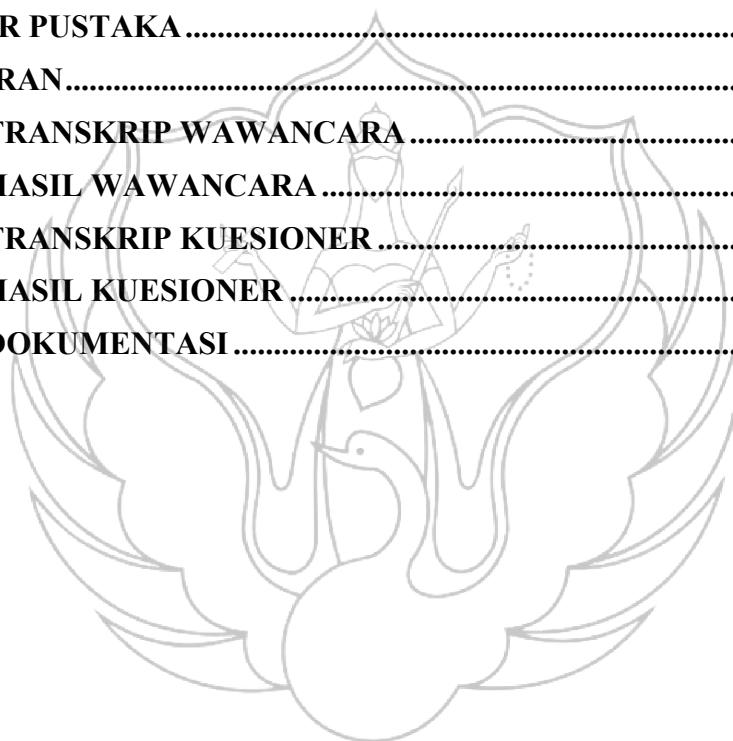 R PUSTAKA........................................................................
RAN........................................................................
TRANSKRIP WAWANCARA........................................................................
HASIL WAWANCARA........................................................................
TRANSKRIP KUESIONER........................................................................
HASIL KUESIONER........................................................................
DOKUMENTASI........................................................................